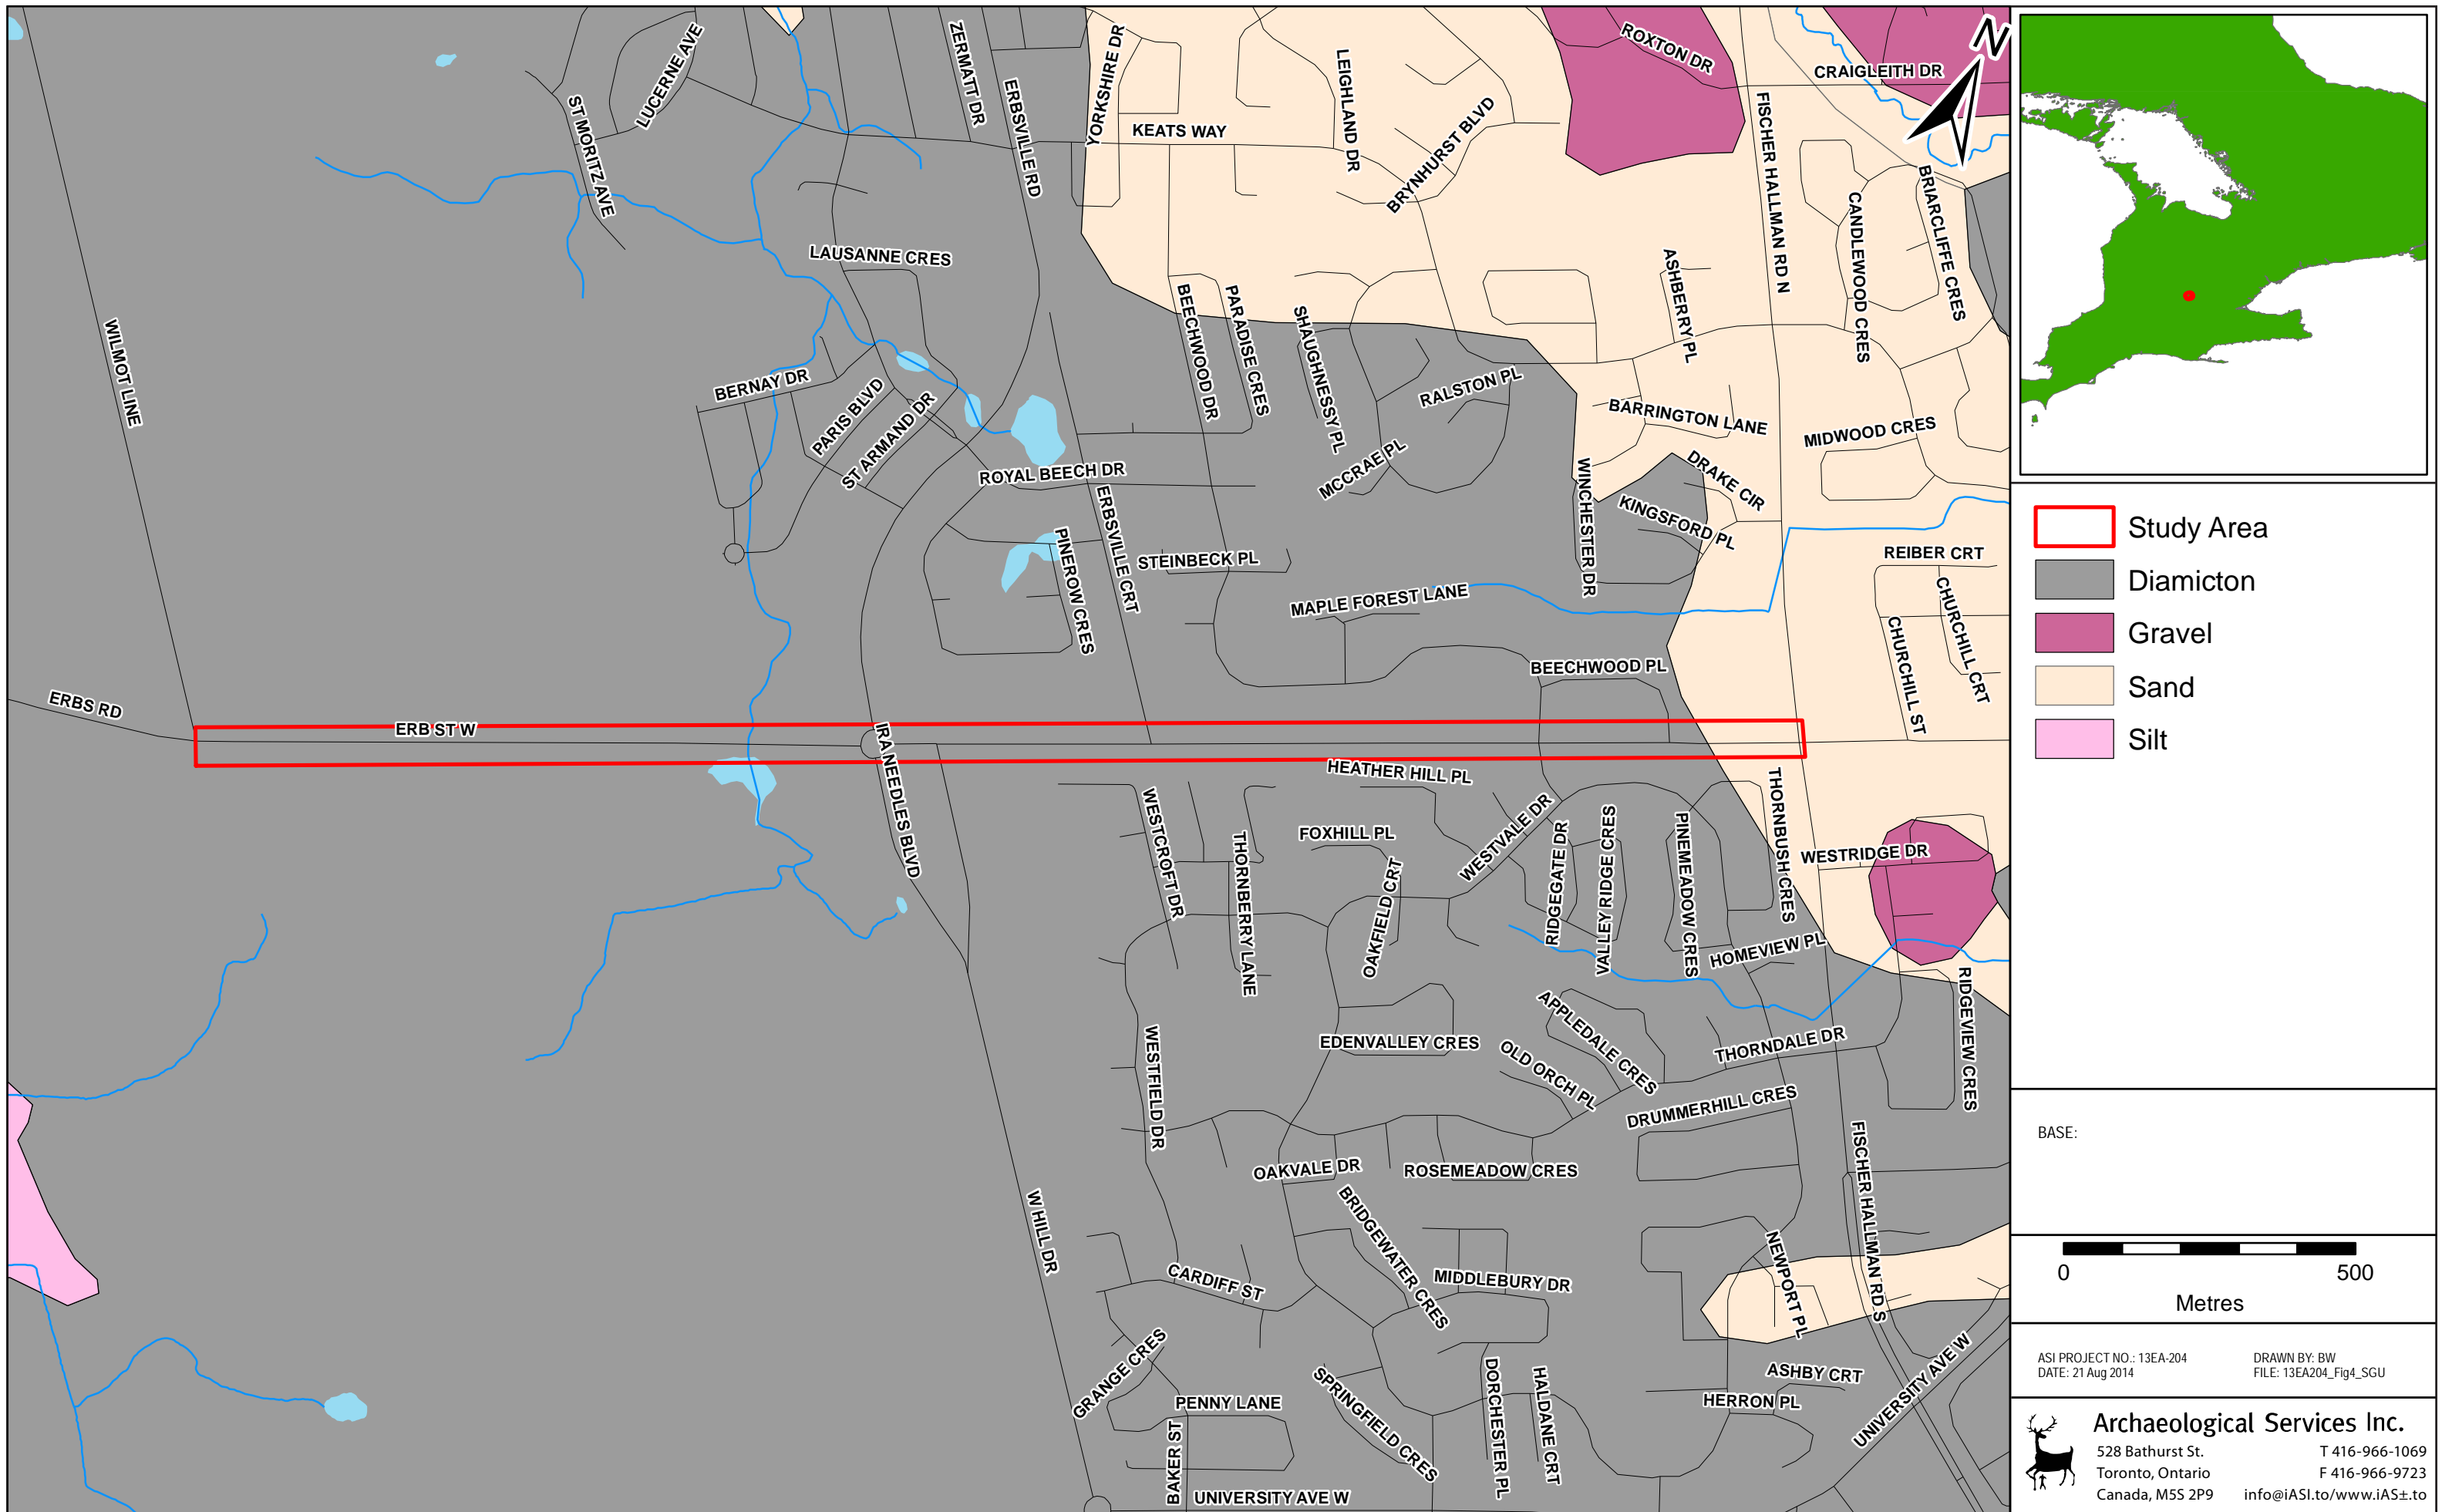 LUCERNE AVE
ST MORITZ AVE
ZERMATT DR
ERBSVILLE RD
YORKSHIRE DR
KEATS WAY
LEIGHLAND DR
BRYNHURST BLVD
ROXTON DR
CRAIGLEITH DR
FISCHER HALLMAN RD N
CANDLEWOOD CRES
BRIARCLIFFE CRES
N
LAUSANNE CRES
BEECHWOOD DR
PARADISE CRES
SHAUGHNESSY PL
ASHBERRY PL
WILMOT LINE
BERNAY DR
PARIS BLVD
ST ARMAND DR
RALSTON PL
BARRINGTON LANE
MIDWOOD CRES
ROYAL BEECH DR
MCCRAE PL
WINCHESTER DR
DRAKE CIR
KINGSFORD PL
ERBSVILLE CRT
PINEROW CRES
STEINBECK PL
MAPLE FOREST LANE
REIBER CRT
CHURCHILL CRT
CHURCHILL ST
BEECHWOOD PL
ERBS RD
ERB ST W
IRA NEEDLES BLVD
HEATHER HILL PL
WESTCROFT DR
THORNBERRY LANE
FOXHILL PL
OAKFIELD CRT
WESTVALE DR
RIDGEGATE DR
VALLEY RIDGE CRES
PINEMEADOW CRES
THORNBUSH CRES
WESTRIDGE DR
HOMEVIEW PL
RIDGEVIEW CRES
WESTFIELD DR
EDENVALLEY CRES
APPLEDALE CRES
OLD ORCH PL
THORNDALE DR
DRUMMERHILL CRES
FISCHER HALLMAN RD S
OAKVALE DR
ROSEMEADOW CRES
W HILL DR
BRIDGEWATER CRES
CARDIFF ST
MIDDLEBURY DR
NEWPORT PL
GRANGE CRES
PENNY LANE
BAKER ST
SPRINGFIELD CRES
DORCHESTER PL
HALDANE CRT
ASHBY CRT
HERRON PL
UNIVERSITY AVE W
UNIVERSITY AVE W
Study Area
Diamicton
Gravel
Sand
Silt
BASE:
0 500
Metres
ASI PROJECT NO.: 13EA-204 DRAWN BY: BW
DATE: 21 Aug 2014 FILE: 13EA204_Fig4_SGU
Archaeological Services Inc.
528 Bathurst St. T 416-966-1069
Toronto, Ontario F 416-966-9723
Canada, M5S 2P9 info@iASI.to/www.iAS±.to